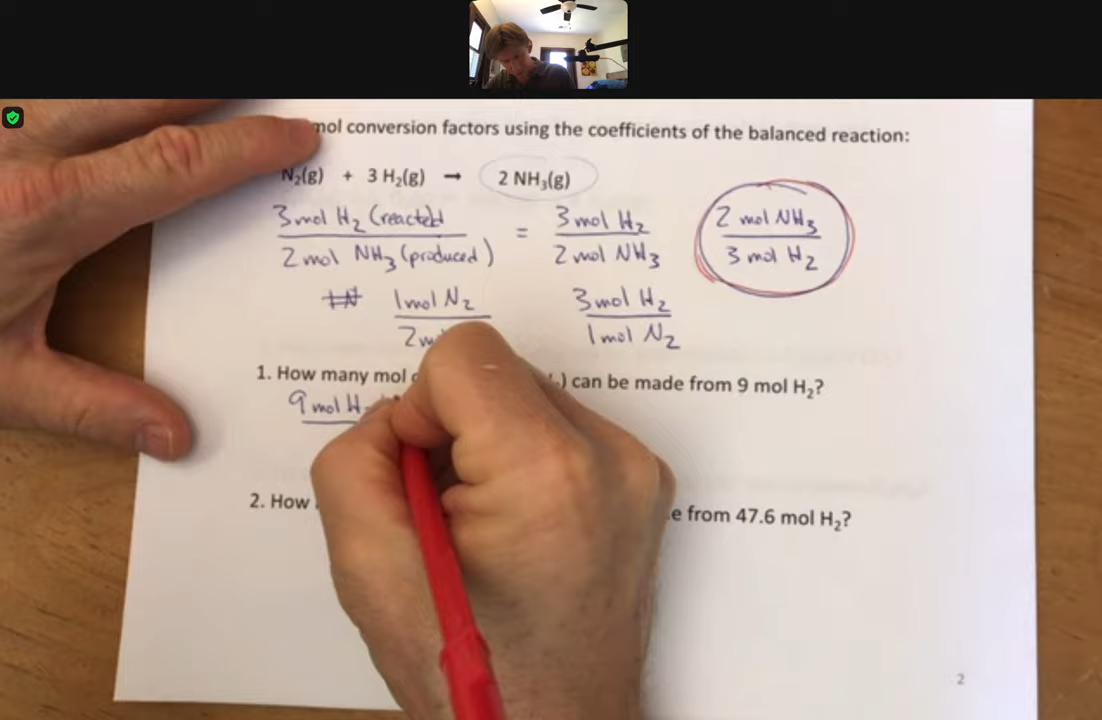 mol conversion factors using the coefficients of the balanced reaction:
N₂(g) + 3 H₂(g) → 2 NH₃(g)
3 mol H₂ (reacted)
2 mol NH₃ (produced)
=
3 mol H₂
2 mol NH₃
2 mol NH₃
3 mol H₂
1 mol N₂
2
3 mol H₂
1 mol N₂
1. How many mol can be made from 9 mol H₂?
9 mol H
2. How from 47.6 mol H₂?
2